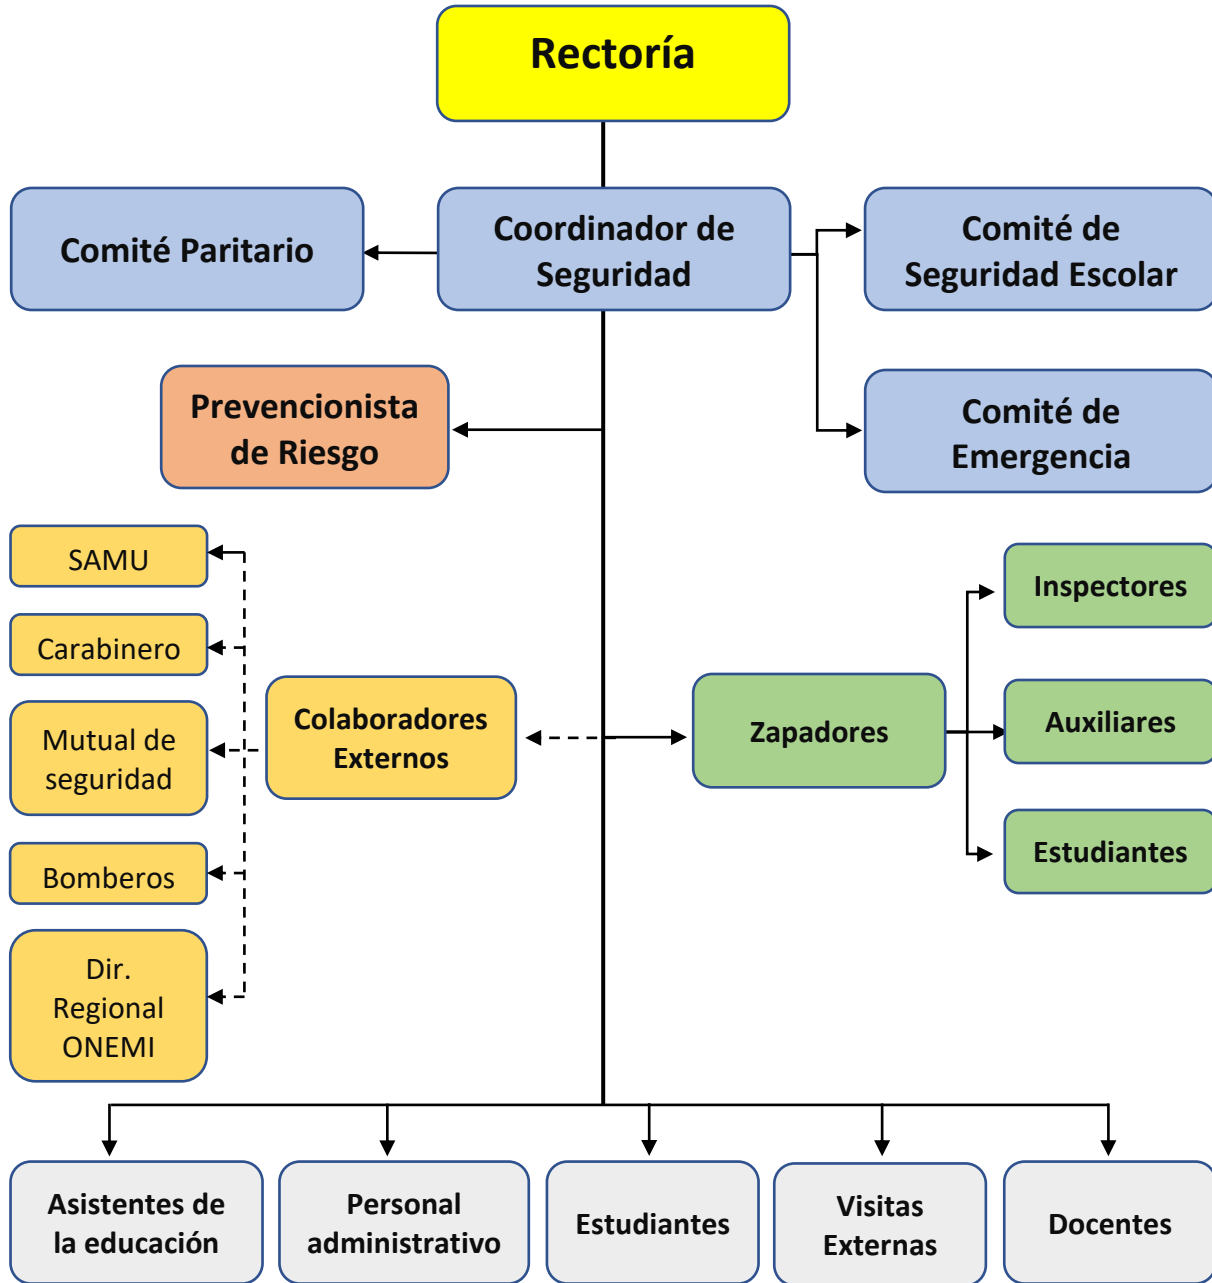 Rectoría
Comité Paritario
Coordinador de
Seguridad
Comité de
Seguridad Escolar
Prevencionista
de Riesgo
Comité de
Emergencia
SAMU
Carabinero
Mutual de
seguridad
Bomberos
Dir.
Regional
ONEMI
Colaboradores
Externos
Zapadores
Inspectores
Auxiliares
Estudiantes
Asistentes de
la educación
Personal
administrativo
Estudiantes
Visitas
Externas
Docentes